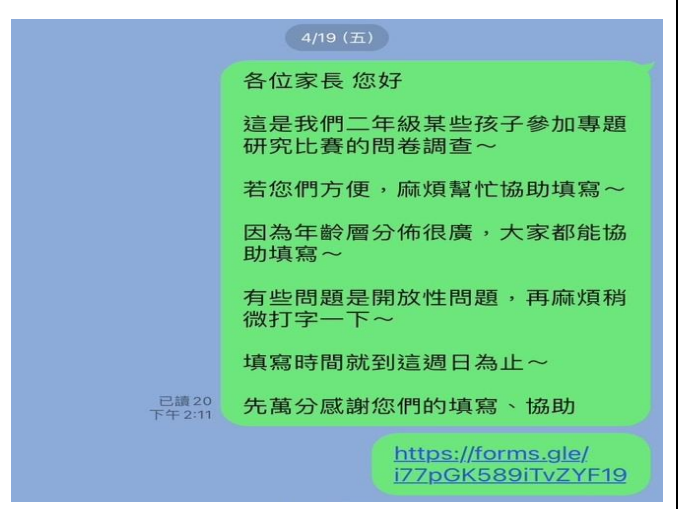 4/19（五）
各位家長 您好
這是我們二年級某些孩子參加專題
研究比賽的問卷調查～
若您們方便，麻煩幫忙協助填寫～
因為年齡層分佈很廣，大家都能協
助填寫～
有些問題是開放性問題，再麻煩稍
微打字一下～
填寫時間就到這週日為止～
先萬分感謝您們的填寫、協助
已讀 20
下午 2:11
https://forms.gle/
i77pGK589iTvZYF19